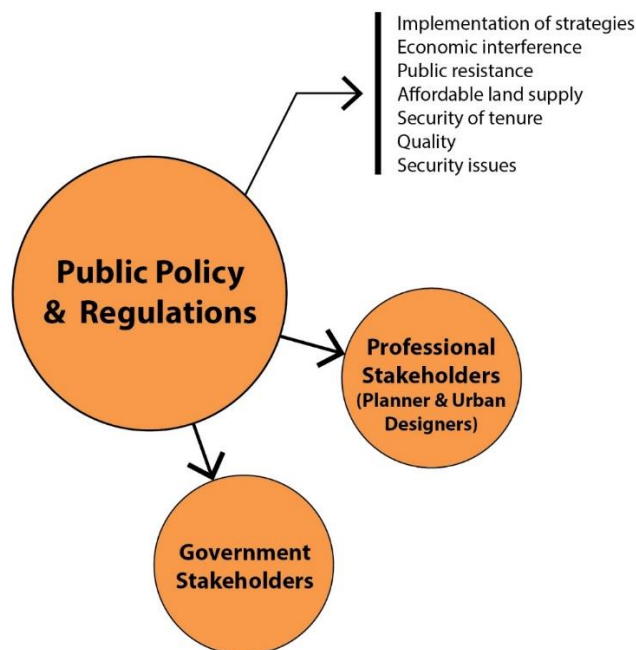 Implementation of strategies
Economic interference
Public resistance
Affordable land supply
Security of tenure
Quality
Security issues
Public Policy
& Regulations
Professional
Stakeholders
(Planner & Urban
Designers)
Government
Stakeholders